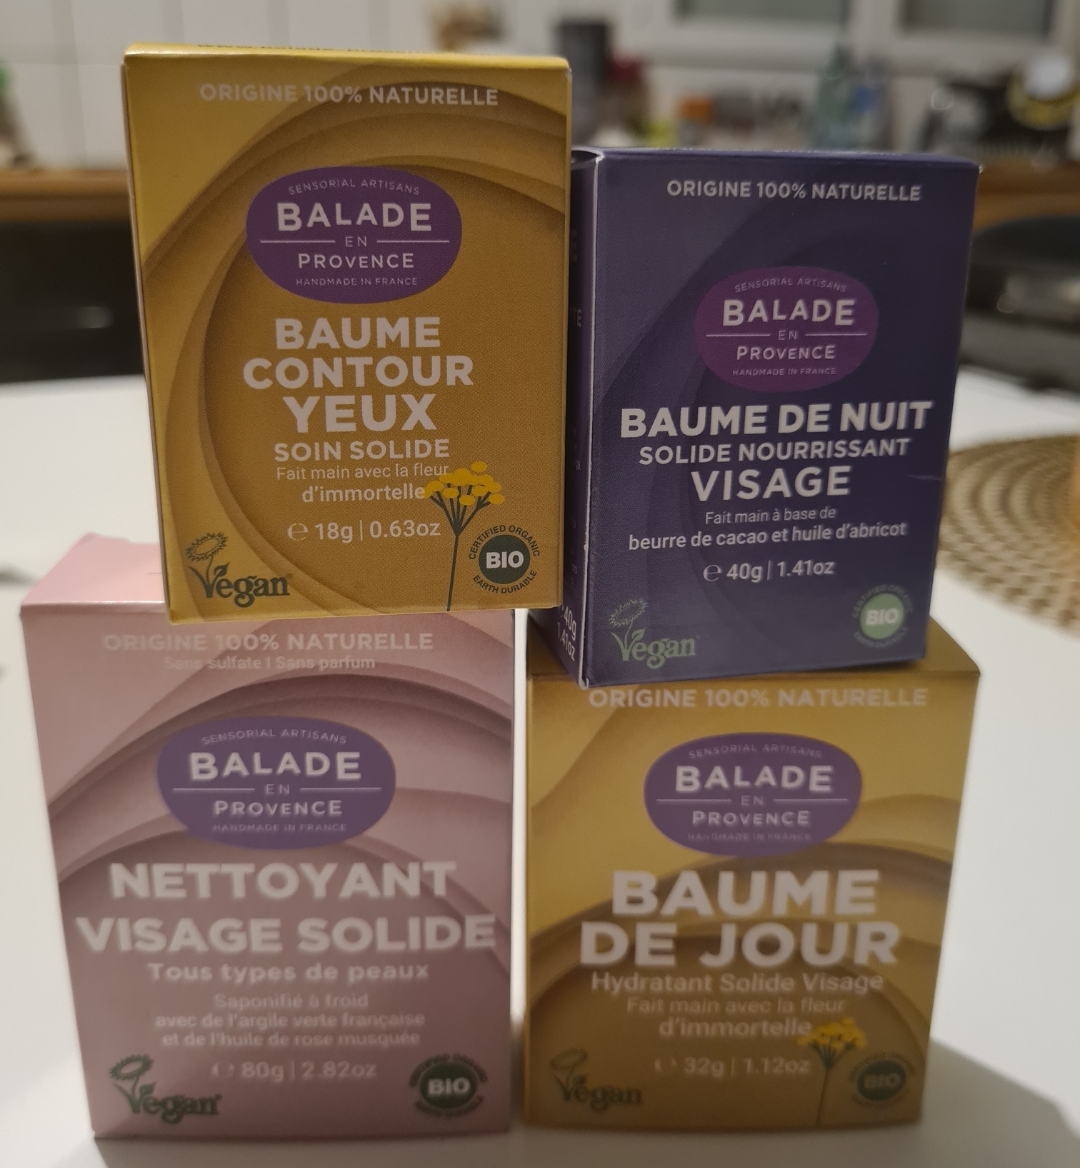 ORIGINE 100% NATURELLE
SENSORIAL ARTISANS
BALADE
EN
PROVENCE
HANDMADE IN FRANCE
BAUME
CONTOUR
YEUX
SOIN SOLIDE
Fait main avec la fleur
d'immortelle
℮ 18g | 0.63oz
Vegan
CERTIFIED ORGANIC
BIO
EARTH DURABLE
ORIGINE 100% NATURELLE
SENSORIAL ARTISANS
BALADE
EN
PROVENCE
HANDMADE IN FRANCE
BAUME DE NUIT
SOLIDE NOURRISSANT
VISAGE
Fait main à base de
beurre de cacao et huile d'abricot
℮ 40g | 1.41oz
Vegan
BIO
40g
1.41oz
ORIGINE 100% NATURELLE
Sans sulfate I Sans parfum
SENSORIAL ARTISANS
BALADE
EN
PROVENCE
HANDMADE IN FRANCE
NETTOYANT
VISAGE SOLIDE
Tous types de peaux
Saponifié à froid
avec de l'argile verte française
et de l'huile de rose musquée
℮ 80g | 2.82oz
Vegan
BIO
ORIGINE 100% NATURELLE
SENSORIAL ARTISANS
BALADE
EN
PROVENCE
HANDMADE IN FRANCE
BAUME
DE JOUR
Hydratant Solide Visage
Fait main avec la fleur
d'immortelle
℮ 32g | 1.12oz
Vegan
BIO